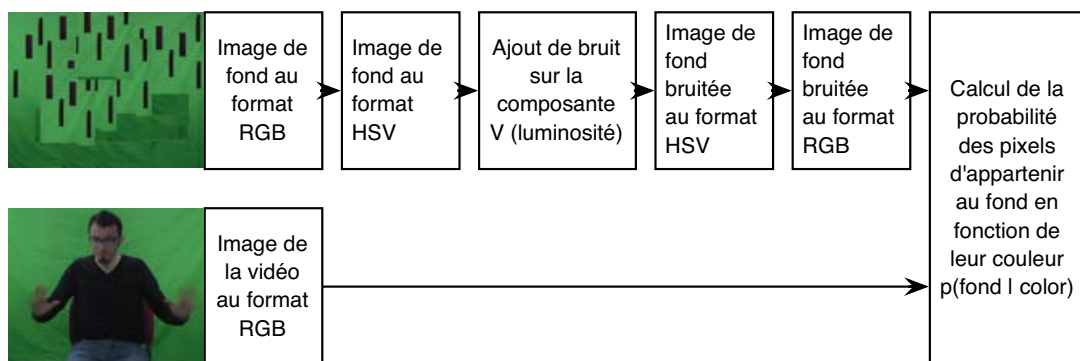 Image de
fond au
format
RGB
Image de
fond au
format
HSV
Ajout de bruit
sur la
composante
V (luminosité)
Image de
fond
bruitée
au format
HSV
Image de
fond
bruitée
au format
RGB
Calcul de la
probabilité
des pixels
d'appartenir
au fond en
fonction de
leur couleur
p(fond l color)
Image de
la vidéo
au format
RGB